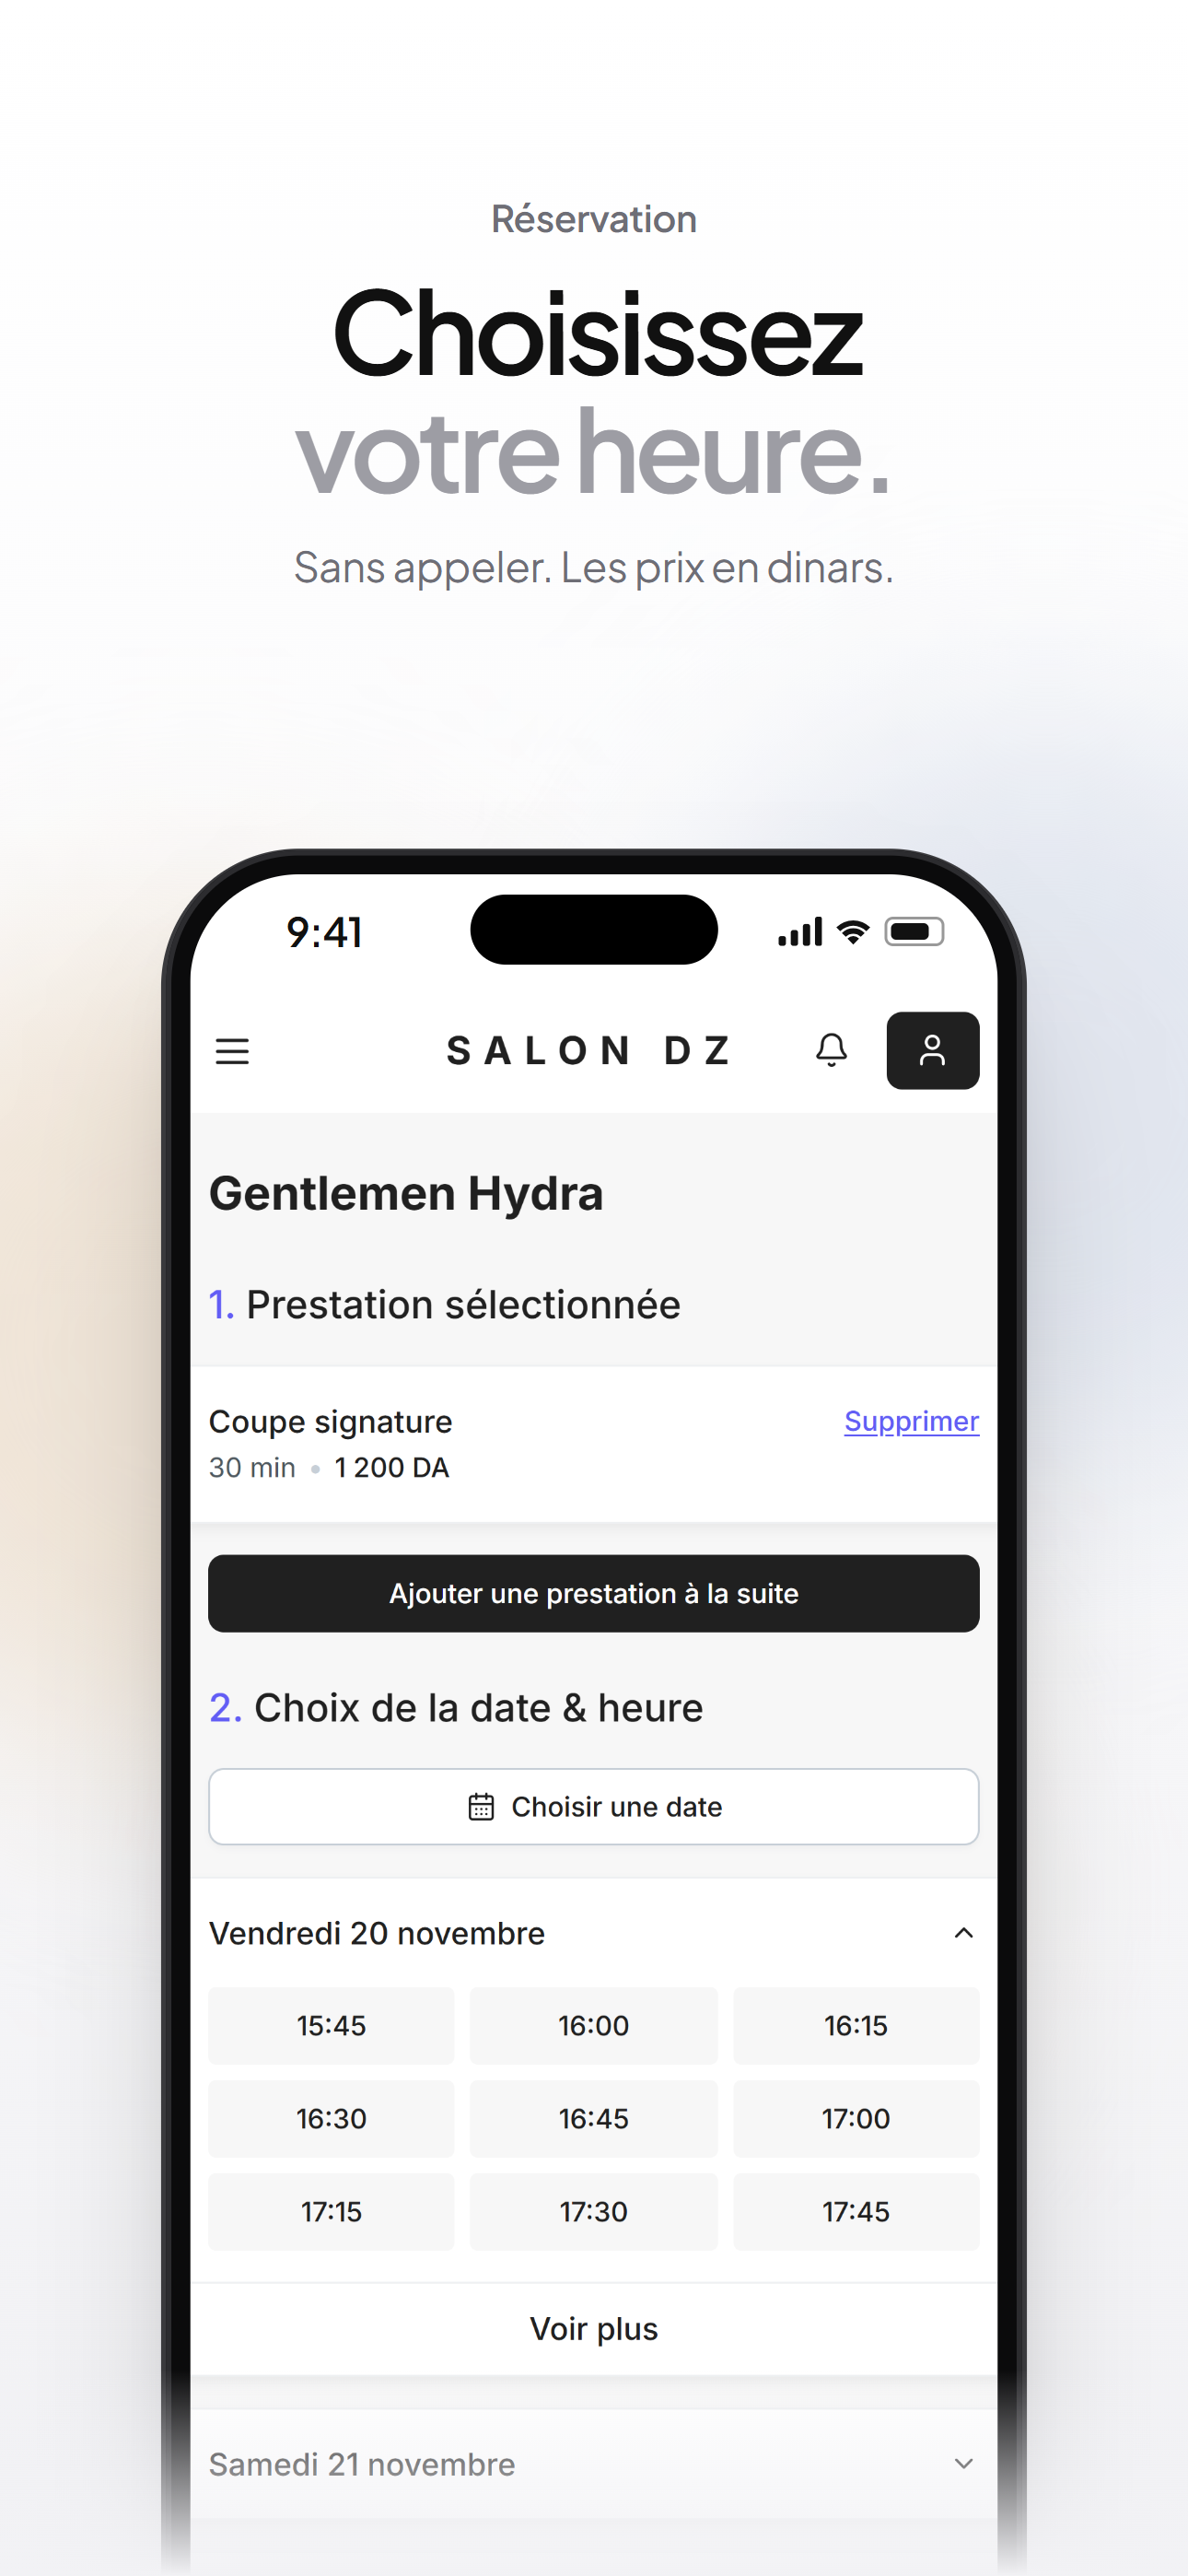 Réservation
Choisissez
votre heure.
Sans appeler. Les prix en dinars.
9:41
SALON DZ
Gentlemen Hydra
1. Prestation sélectionnée
Coupe signature
Supprimer
30 min • 1 200 DA
Ajouter une prestation à la suite
2. Choix de la date & heure
Choisir une date
Vendredi 20 novembre
15:45 16:00 16:15
16:30 16:45 17:00
17:15 17:30 17:45
Voir plus
Samedi 21 novembre